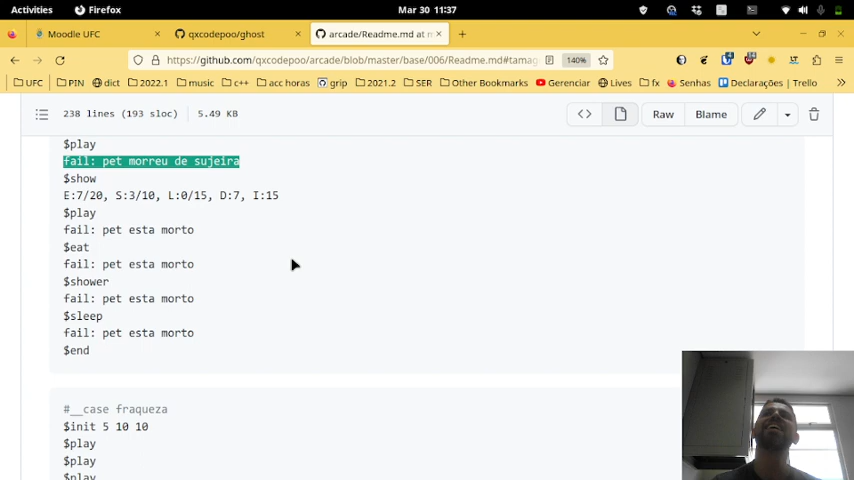 Activities Firefox Mar 30 11:37
Moodle UFC qxcodepoo/ghost arcade/Readme.md at m
https://github.com/qxcodepoo/arcade/blob/master/base/006/Readme.md#tamag 140%
UFC PIN dict 2022.1 music c++ acc horas grip 2021.2 SER Other Bookmarks Gerenciar Lives fx Senhas Declarações | Trello
238 lines (193 sloc) 5.49 KB Raw Blame
$play
fail: pet morreu de sujeira
$show
E:7/20, S:3/10, L:0/15, D:7, I:15
$play
fail: pet esta morto
$eat
fail: pet esta morto
$shower
fail: pet esta morto
$sleep
fail: pet esta morto
$end
#__case fraqueza
$init 5 10 10
$play
$play
$play